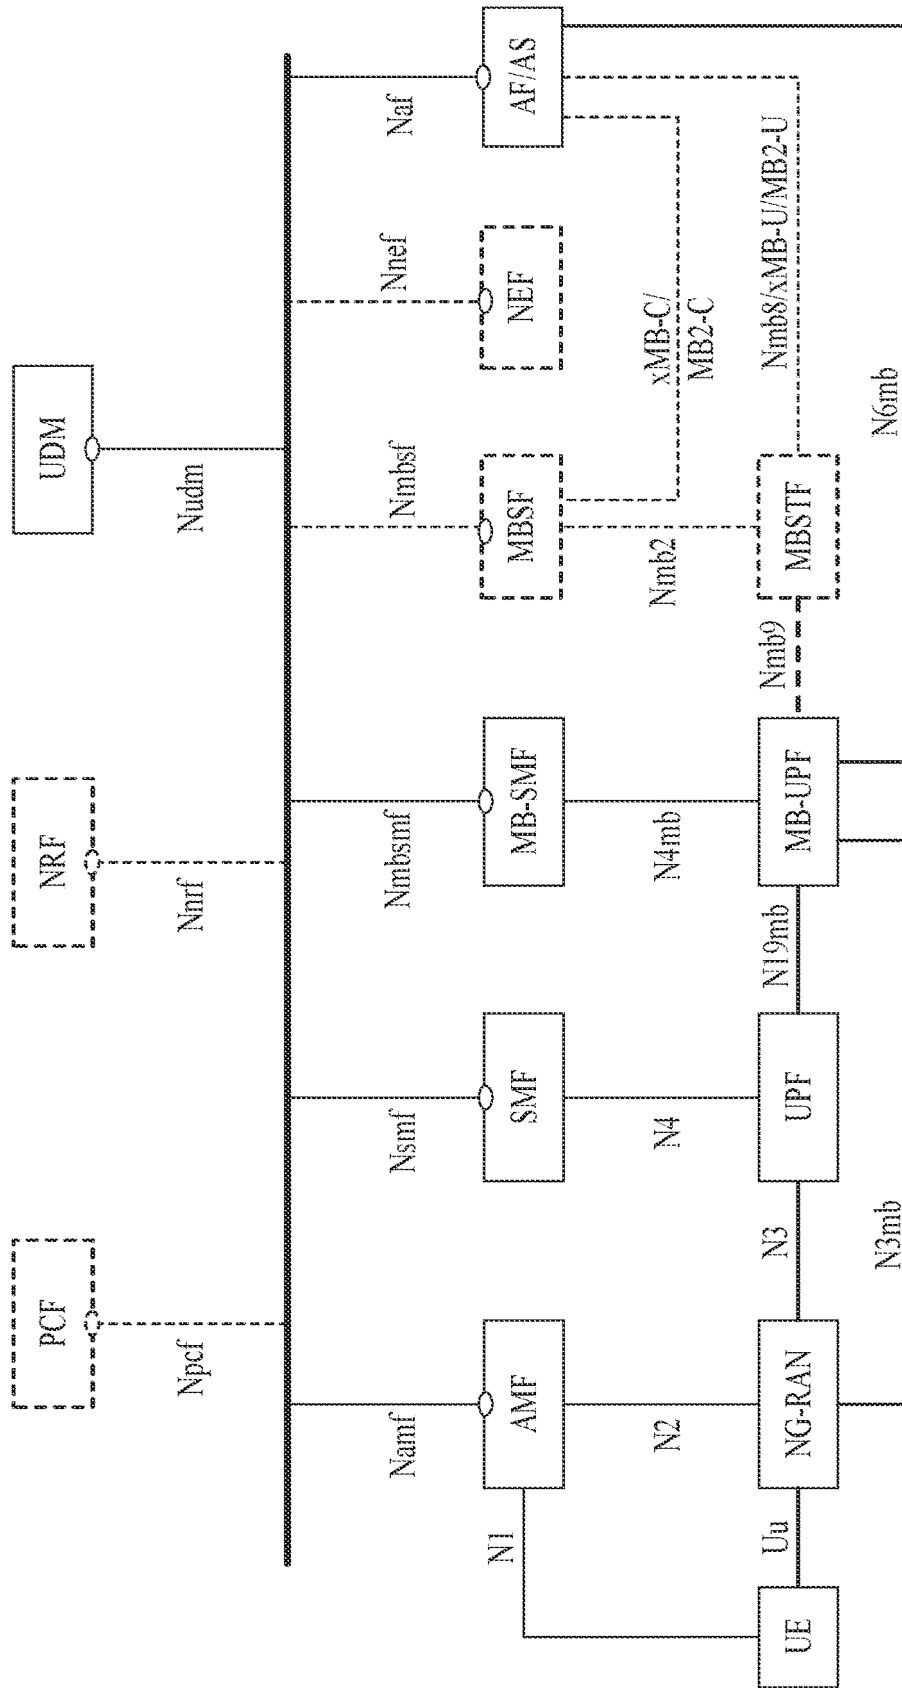 PCF
NRF
UDM
Npcf
Nnrf
Nudm
Namf
Nsmf
Nmbsmf
Nmbsf
Nnef
Naf
N1
AMF
SMF
MB-SMF
MBSF
NEF
AF/AS
N2
N4
N4mb
Nmb2
xMB-C/
MB2-C
Uu
N3
N19mb
Nmb9
Nmb8/xMB-U/MB2-U
UE
NG-RAN
UPF
MB-UPF
MBSTF
N3mb
N6mb